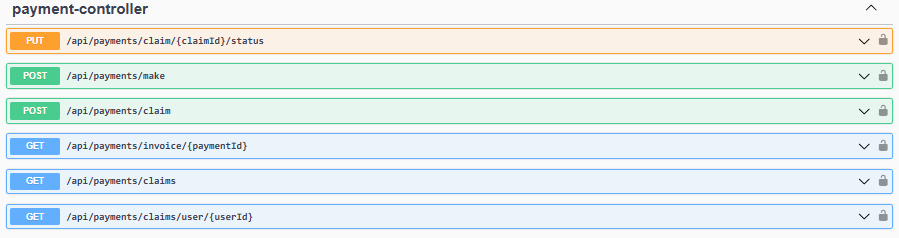 payment-controller
PUT /api/payments/claim/{claimId}/status
POST /api/payments/make
POST /api/payments/claim
GET /api/payments/invoice/{paymentId}
GET /api/payments/claims
GET /api/payments/claims/user/{userId}